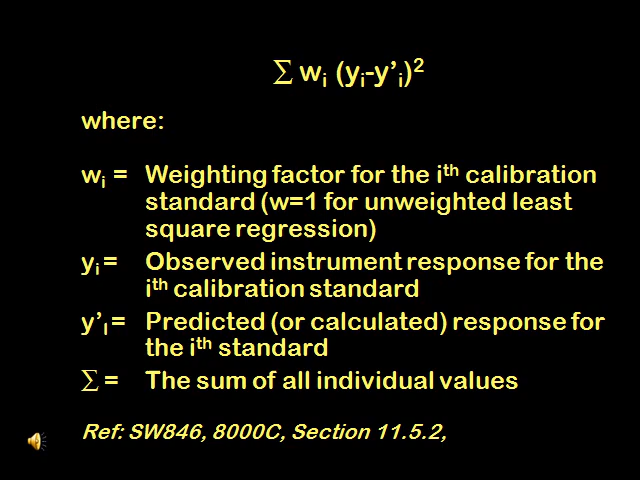 ∑ wᵢ (yᵢ-y’ᵢ)²
where:
wᵢ = Weighting factor for the iᵗʰ calibration
standard (w=1 for unweighted least
square regression)
yᵢ = Observed instrument response for the
iᵗʰ calibration standard
y’ₗ = Predicted (or calculated) response for
the iᵗʰ standard
∑ = The sum of all individual values
Ref: SW846, 8000C, Section 11.5.2,